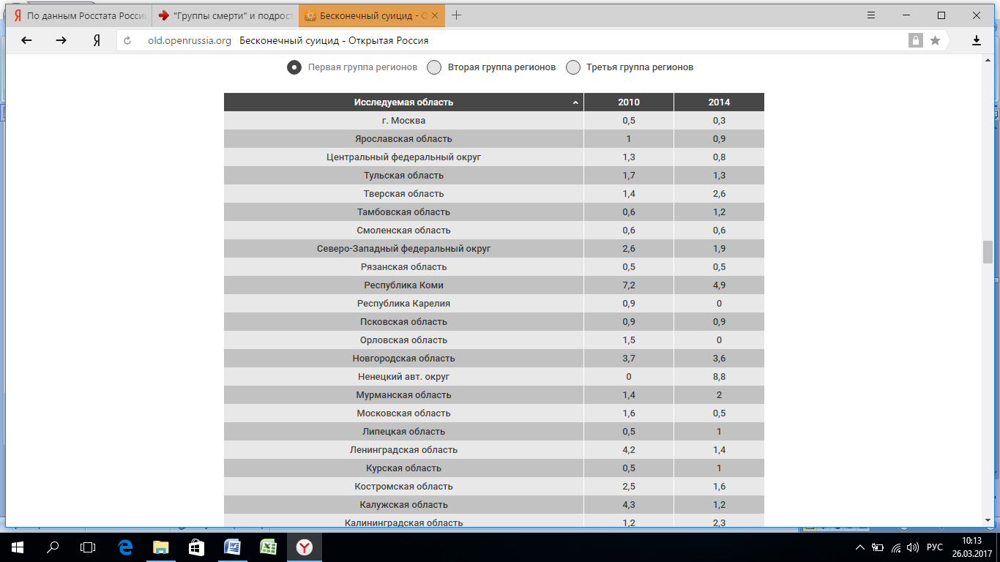 Я По данным Росстата Росси "Группы смерти" и подрост Бесконечный суицид - О
Я old.openrussia.org Бесконечный суицид - Открытая Россия
Первая группа регионов Вторая группа регионов Третья группа регионов
Исследуемая область 2010 2014
г. Москва 0,5 0,3
Ярославская область 1 0,9
Центральный федеральный округ 1,3 0,8
Тульская область 1,7 1,3
Тверская область 1,4 2,6
Тамбовская область 0,6 1,2
Смоленская область 0,6 0,6
Северо-Западный федеральный округ 2,6 1,9
Рязанская область 0,5 0,5
Республика Коми 7,2 4,9
Республика Карелия 0,9 0
Псковская область 0,9 0,9
Орловская область 1,5 0
Новгородская область 3,7 3,6
Ненецкий авт. округ 0 8,8
Мурманская область 1,4 2
Московская область 1,6 0,5
Липецкая область 0,5 1
Ленинградская область 4,2 1,4
Курская область 0,5 1
Костромская область 2,5 1,6
Калужская область 4,3 1,2
Калининградская область 1,2 2,3
РУС 10:13
26.03.2017